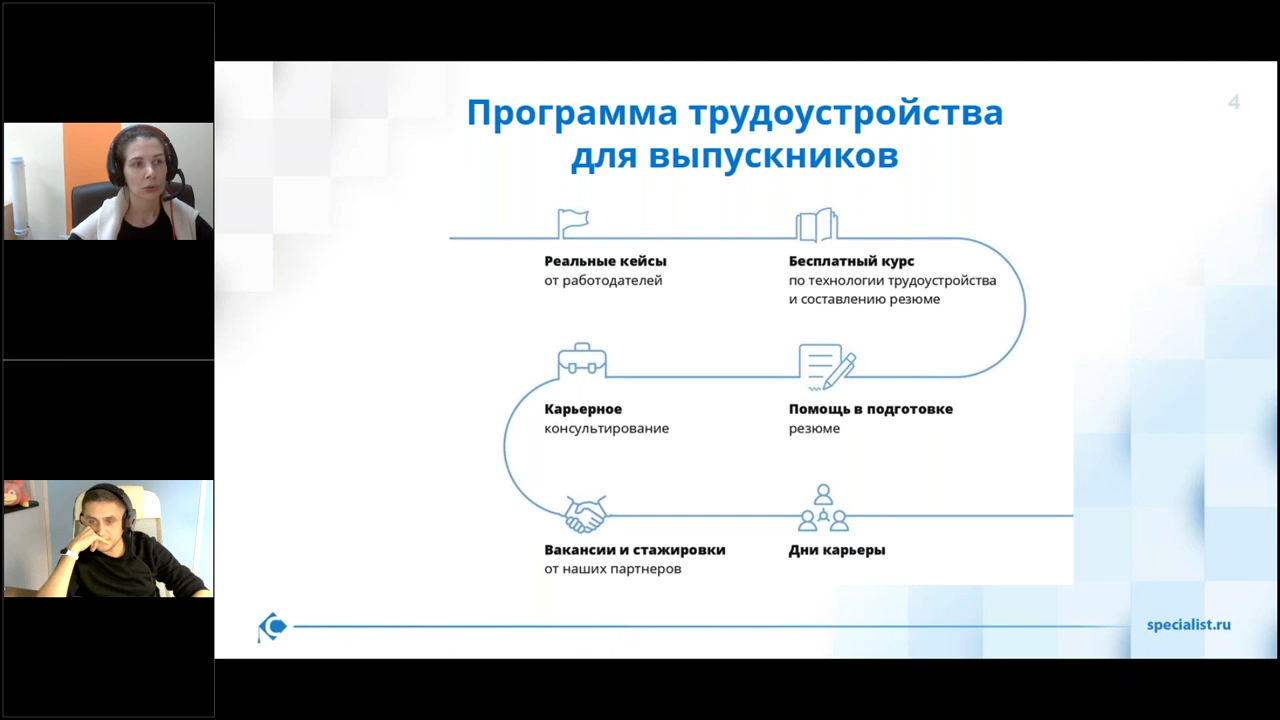 Программа трудоустройства
для выпускников
4
Реальные кейсы
от работодателей
Бесплатный курс
по технологии трудоустройства
и составлению резюме
Карьерное
консультирование
Помощь в подготовке
резюме
Вакансии и стажировки
от наших партнеров
Дни карьеры
specialist.ru